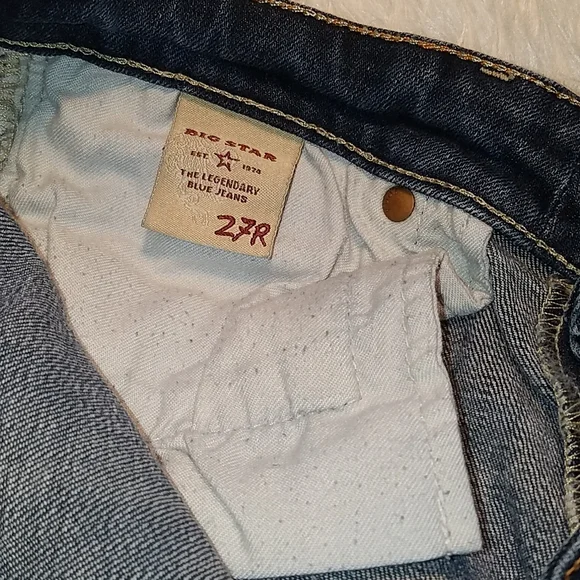 BIG STAR
EST. 1974
THE LEGENDARY
BLUE JEANS
27R